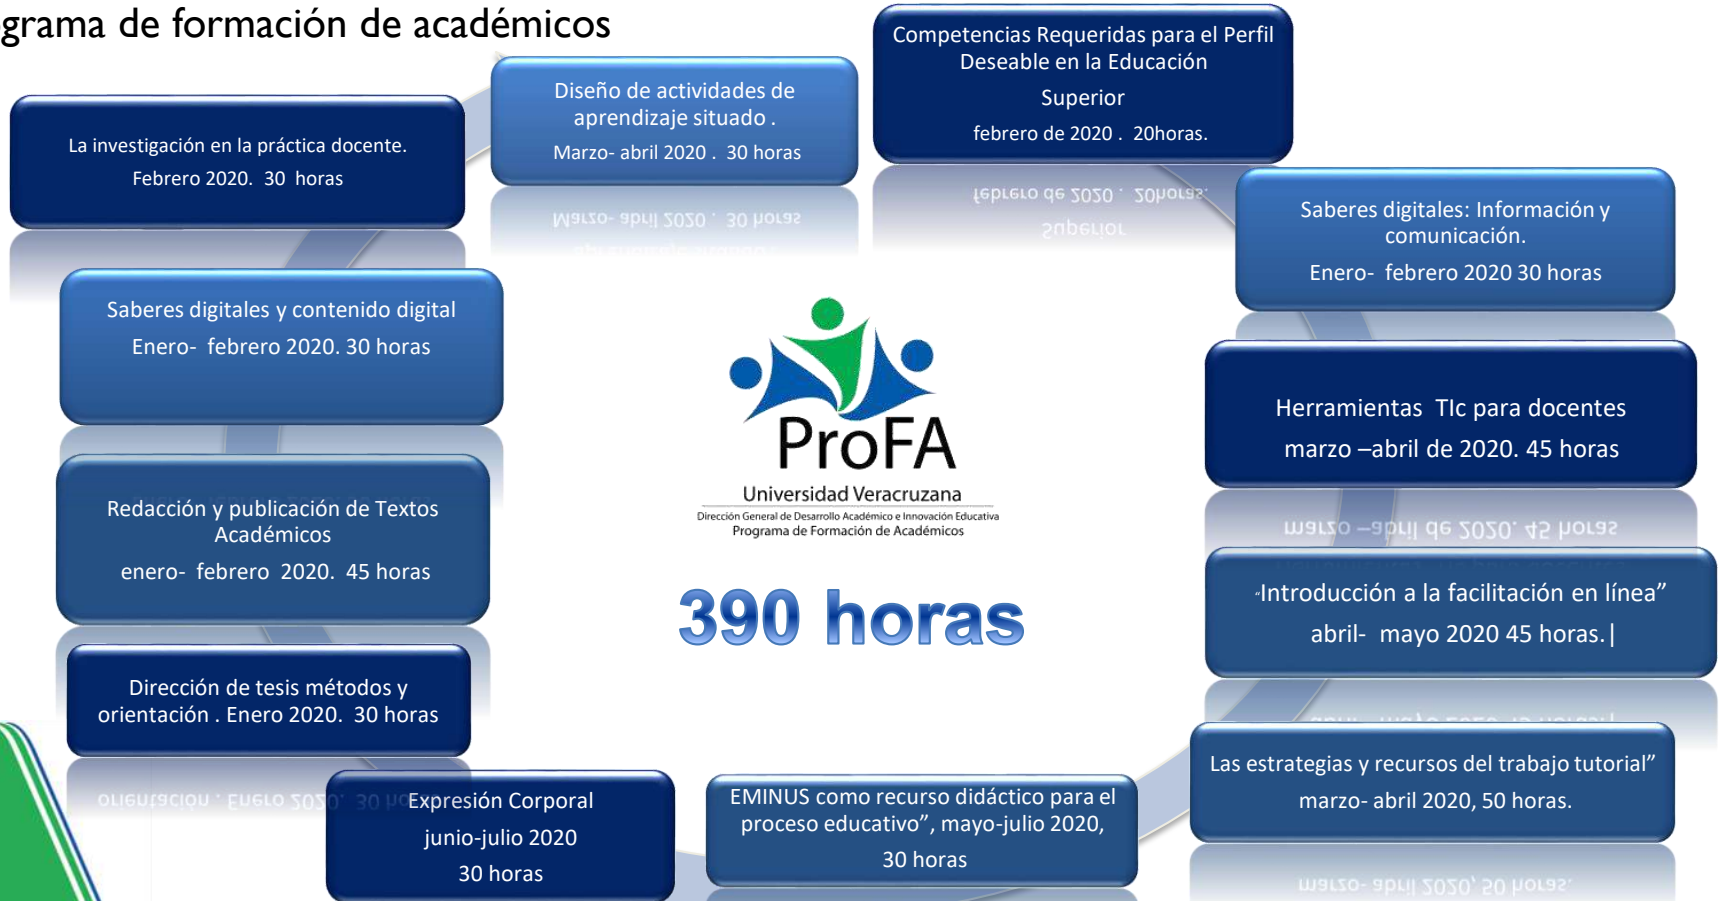 grama de formación de académicos
Competencias Requeridas para el Perfil
Deseable en la Educación
Superior
febrero de 2020 . 20horas.
Saberes digitales: Información y
comunicación.
Enero- febrero 2020 30 horas
Herramientas TIc para docentes
marzo –abril de 2020. 45 horas
“Introducción a la facilitación en línea”
abril- mayo 2020 45 horas.|
Las estrategias y recursos del trabajo tutorial”
marzo- abril 2020, 50 horas.
EMINUS como recurso didáctico para el
proceso educativo”, mayo-julio 2020,
30 horas
Expresión Corporal
junio-julio 2020
30 horas
Dirección de tesis métodos y
orientación . Enero 2020. 30 horas
Redacción y publicación de Textos
Académicos
enero- febrero 2020. 45 horas
Saberes digitales y contenido digital
Enero- febrero 2020. 30 horas
La investigación en la práctica docente.
Febrero 2020. 30 horas
Diseño de actividades de
aprendizaje situado .
Marzo- abril 2020 . 30 horas
ProFA
Universidad Veracruzana
Dirección General de Desarrollo Académico e Innovación Educativa
Programa de Formación de Académicos
390 horas